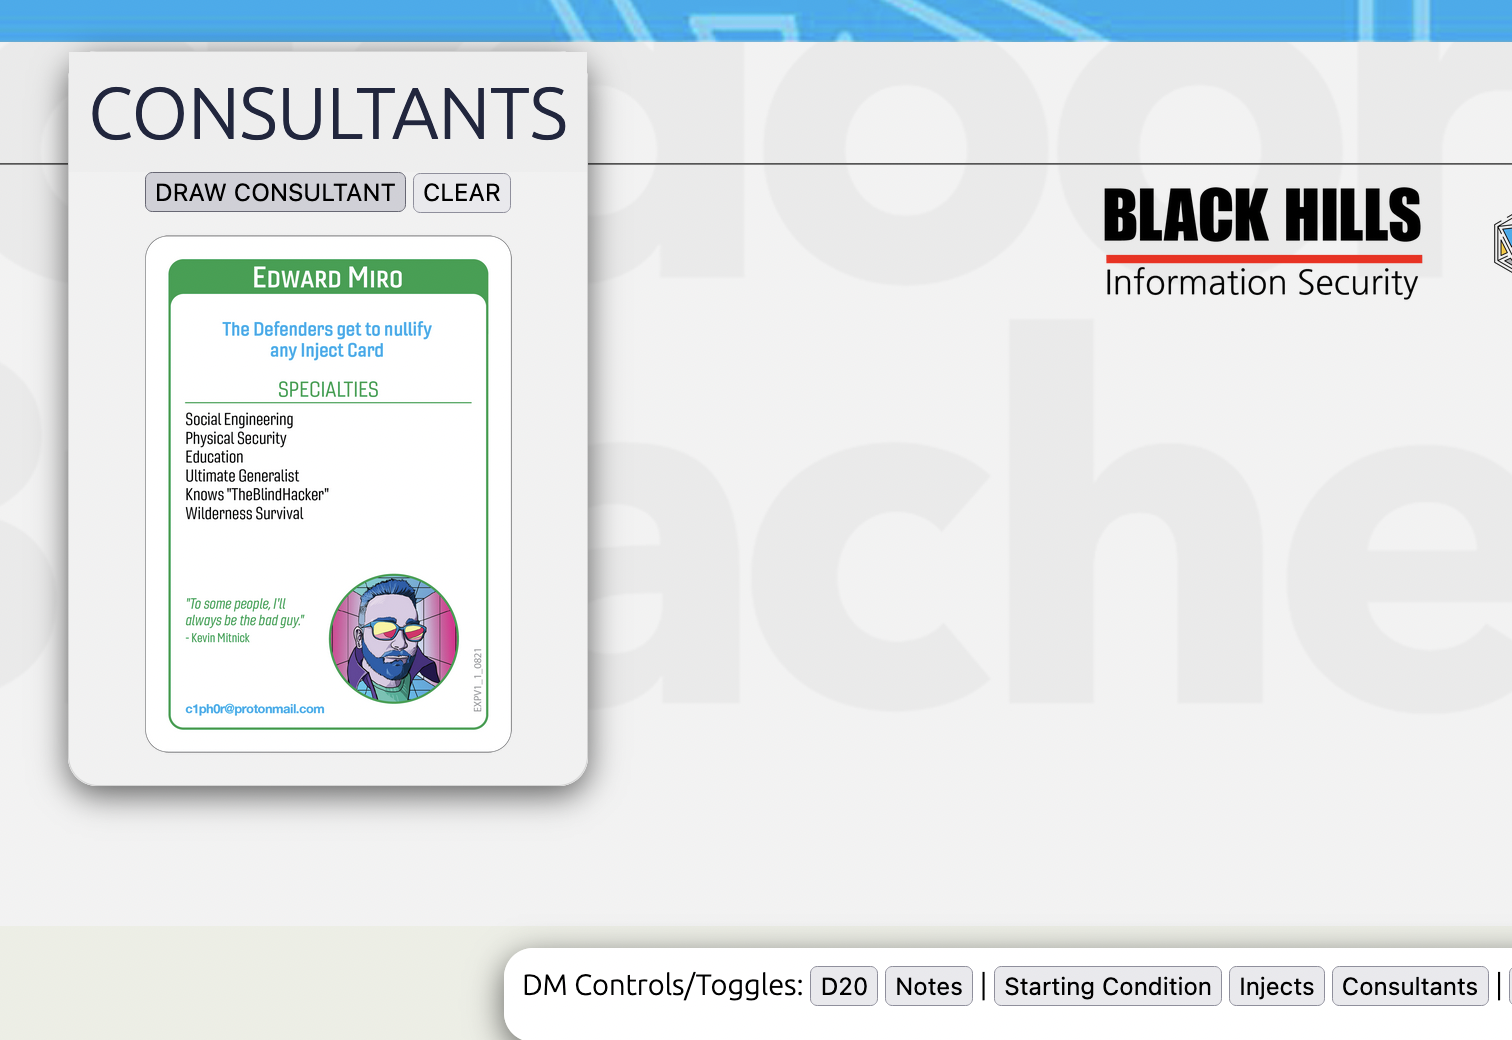 CONSULTANTS
DRAW CONSULTANT CLEAR
EDWARD MIRO
The Defenders get to nullify
any Inject Card
SPECIALTIES
Social Engineering
Physical Security
Education
Ultimate Generalist
Knows "TheBlindHacker"
Wilderness Survival
"To some people, I'll
always be the bad guy."
- Kevin Mitnick
c1ph0r@protonmail.com
EXPV1_1_0821
BLACK HILLS
Information Security
DM Controls/Toggles: D20 Notes | Starting Condition Injects Consultants |